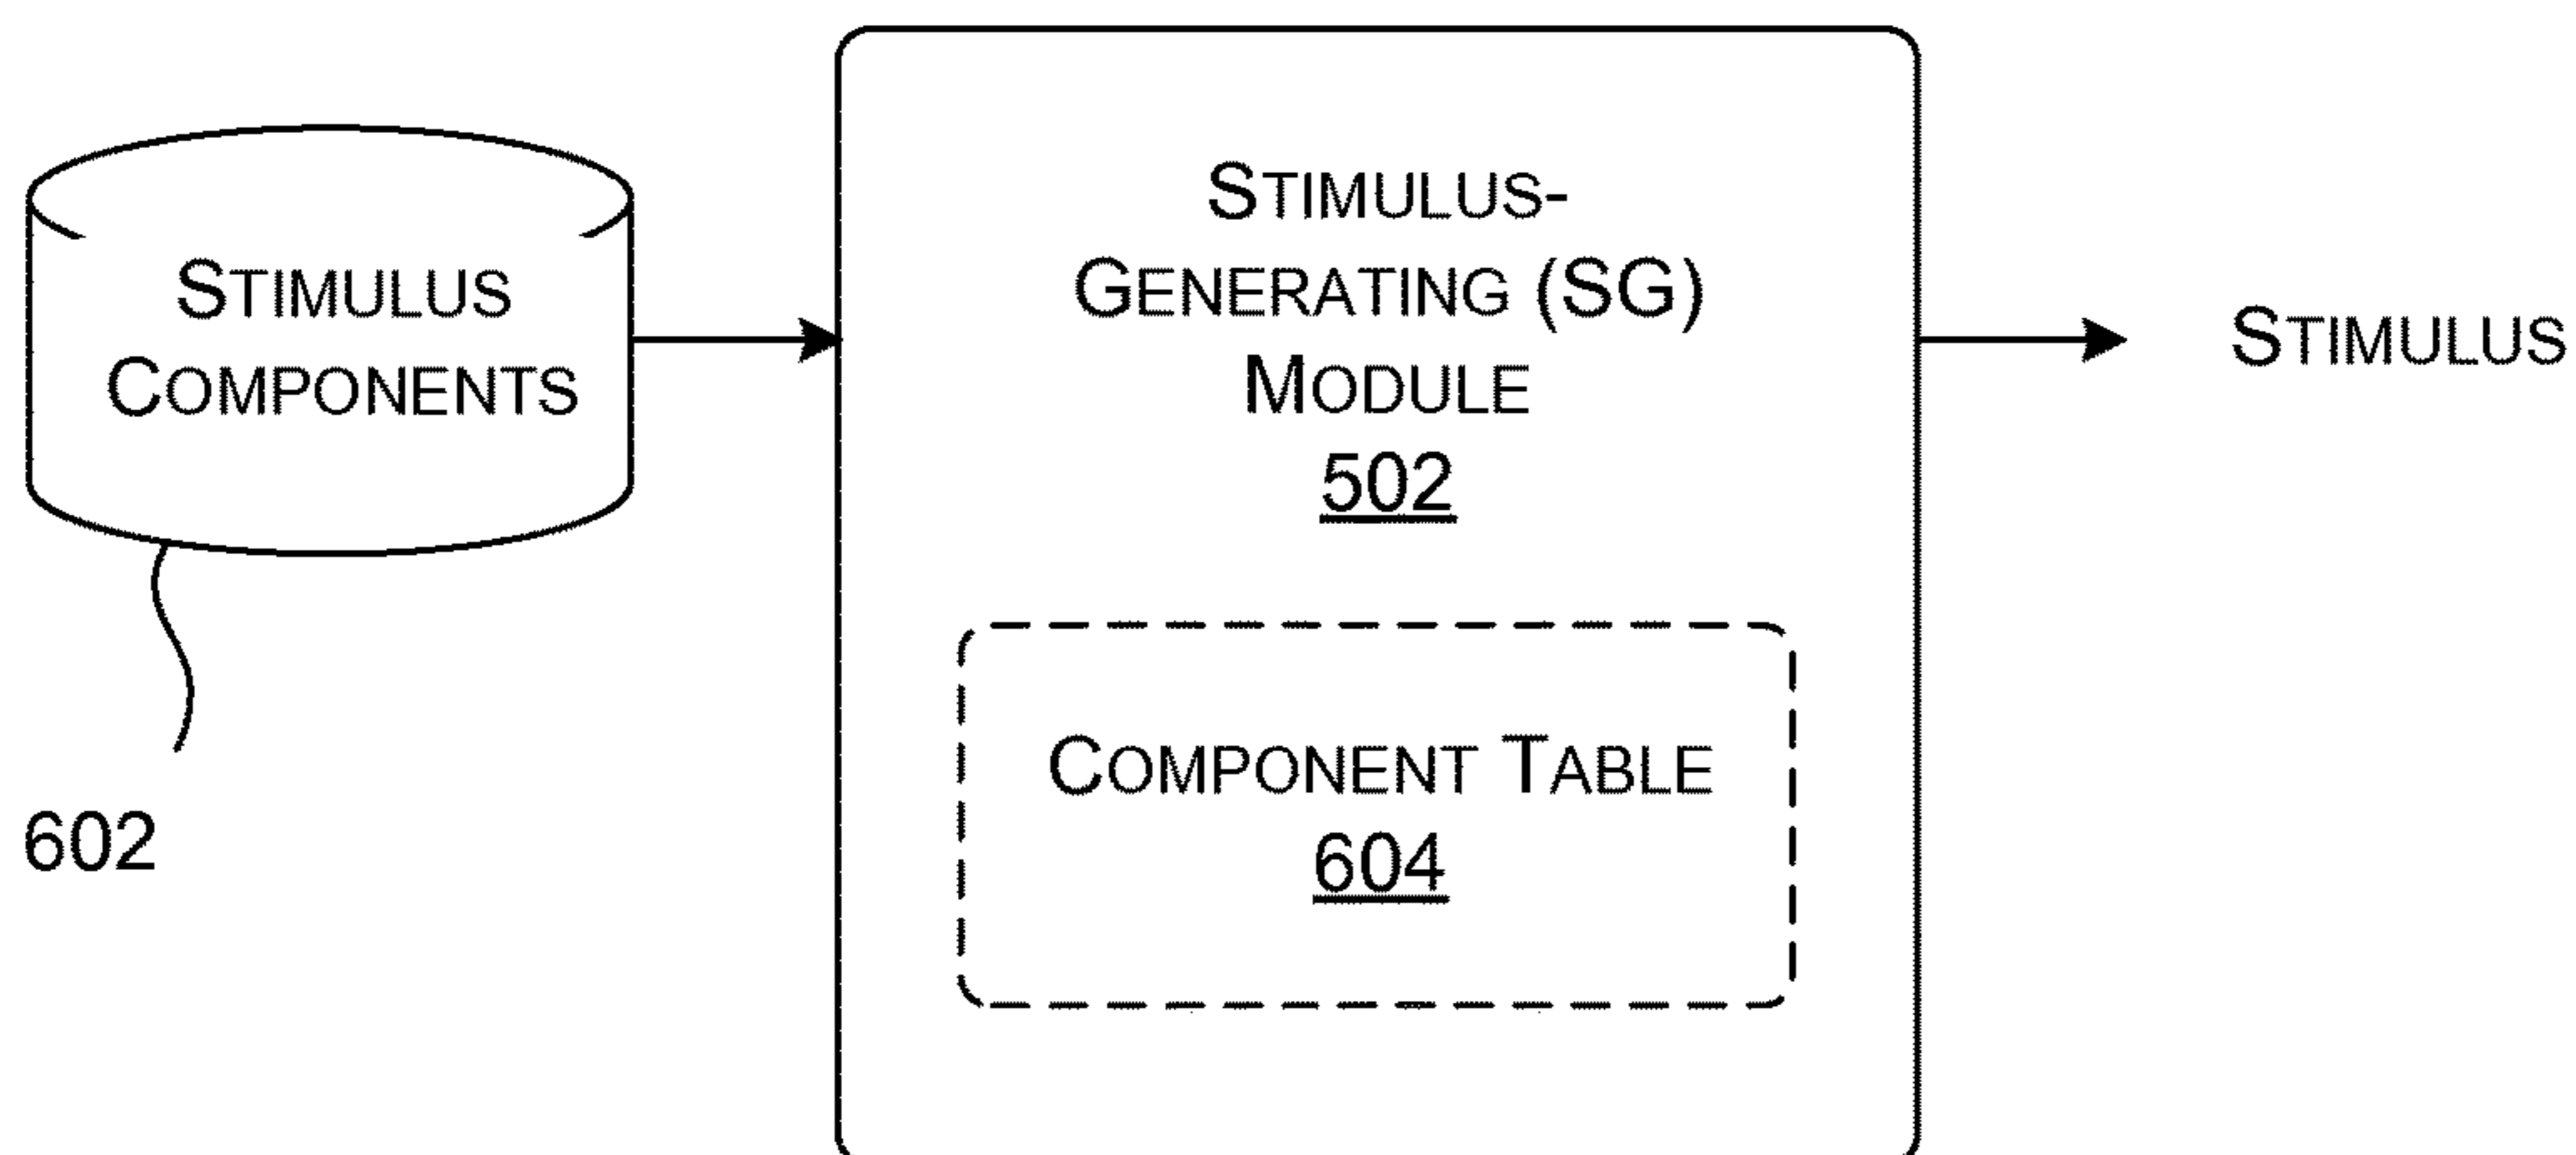 STIMULUS
COMPONENTS
602
STIMULUS-
GENERATING (SG)
MODULE
502
COMPONENT TABLE
604
STIMULUS